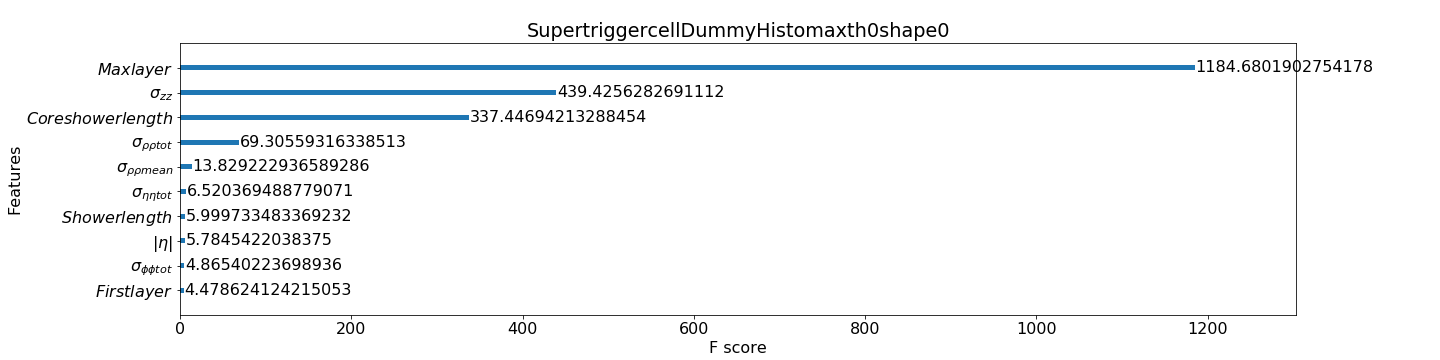 SupertriggercellDummyHistomaxth0shape0
Maxlayer 1184.6801902754178
σzz 439.4256282691112
Coreshowerlength 337.44694213288454
σρρtot 69.30559316338513
σρρmean 13.829222936589286
σηηtot 6.520369488779071
Showerlength 5.999733483369232
|η| 5.7845422038375
σϕϕtot 4.86540223698936
Firstlayer 4.478624124215053
Features
0 200 400 600 800 1000 1200
F score